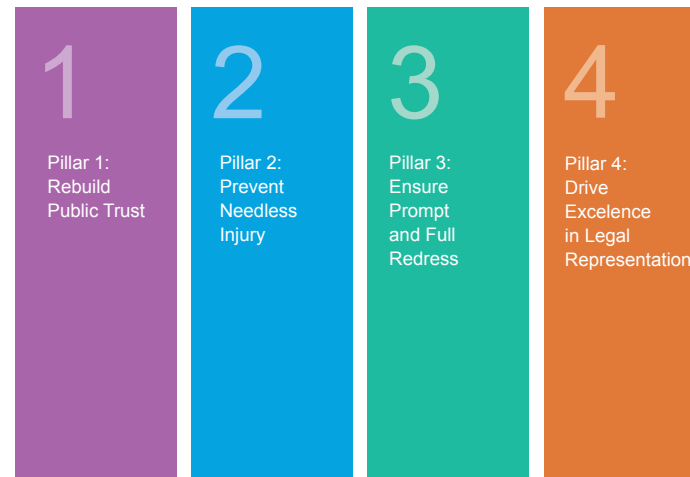 1
Pillar 1:
Rebuild
Public Trust
2
Pillar 2:
Prevent
Needless
Injury
3
Pillar 3:
Ensure
Prompt
and Full
Redress
4
Pillar 4:
Drive
Excelence
in Legal
Representation